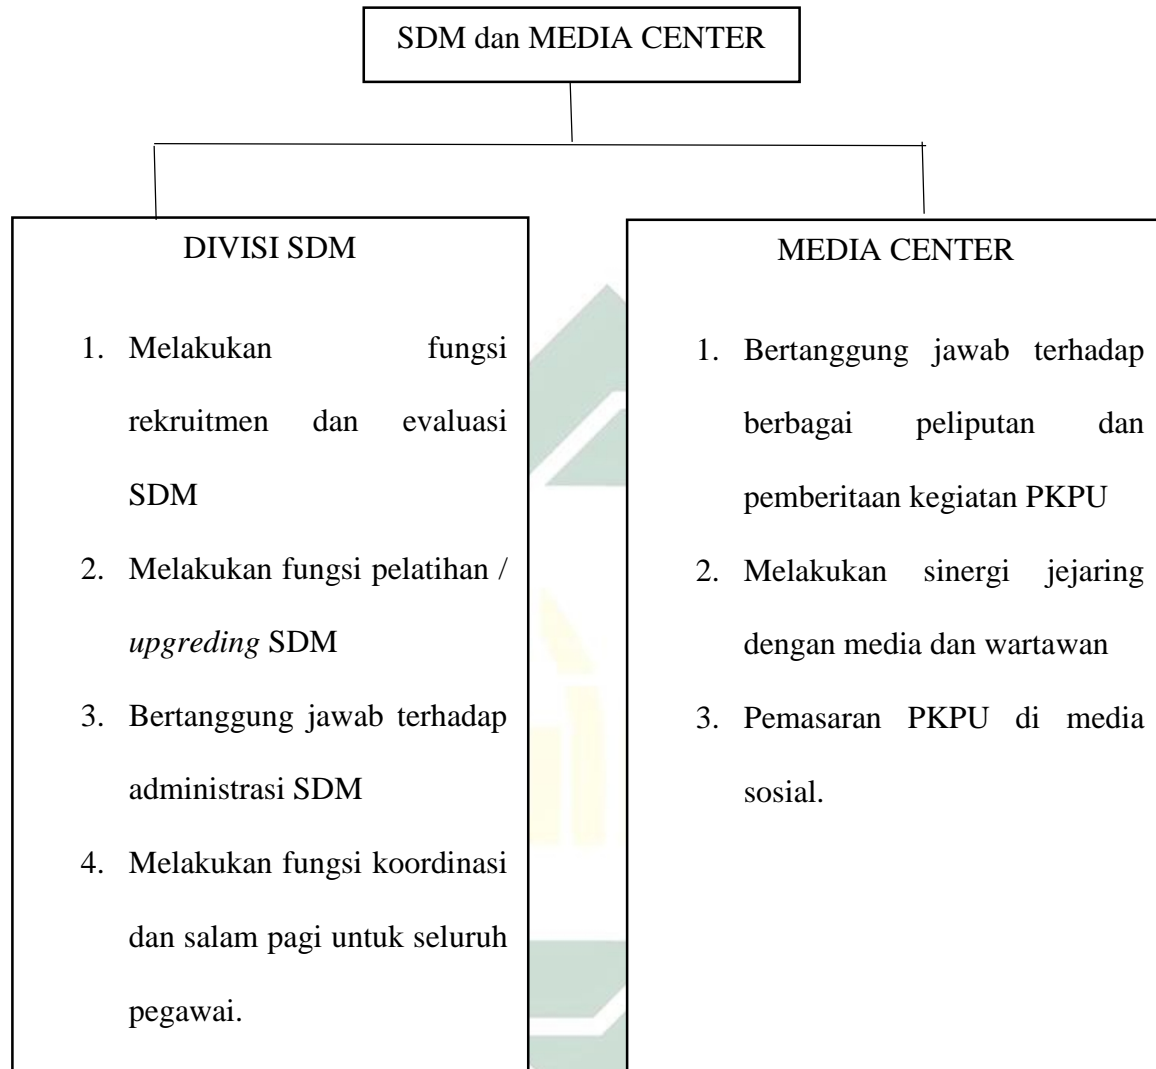 SDM dan MEDIA CENTER
DIVISI SDM
1. Melakukan fungsi
rekruitmen dan evaluasi
SDM
2. Melakukan fungsi pelatihan /
upgreding SDM
3. Bertanggung jawab terhadap
administrasi SDM
4. Melakukan fungsi koordinasi
dan salam pagi untuk seluruh
pegawai.
MEDIA CENTER
1. Bertanggung jawab terhadap
berbagai peliputan dan
pemberitaan kegiatan PKPU
2. Melakukan sinergi jejaring
dengan media dan wartawan
3. Pemasaran PKPU di media
sosial.